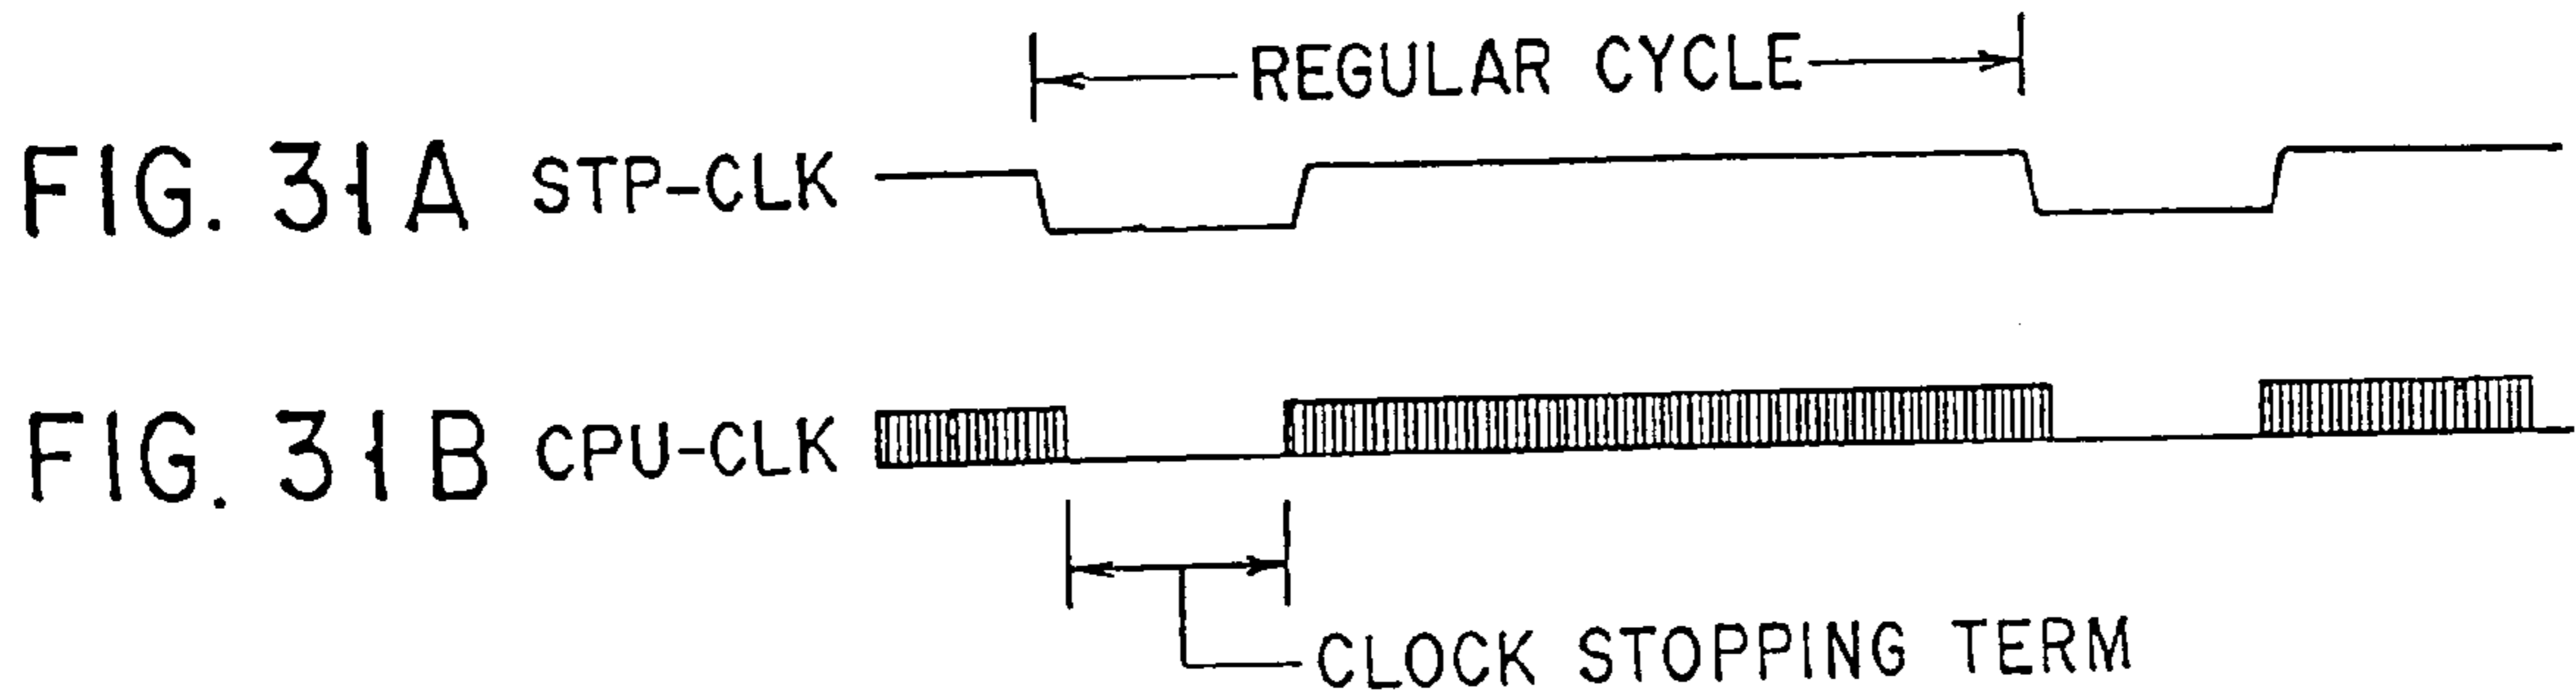 REGULAR CYCLE
FIG. 31A STP-CLK
FIG. 31B CPU-CLK
CLOCK STOPPING TERM